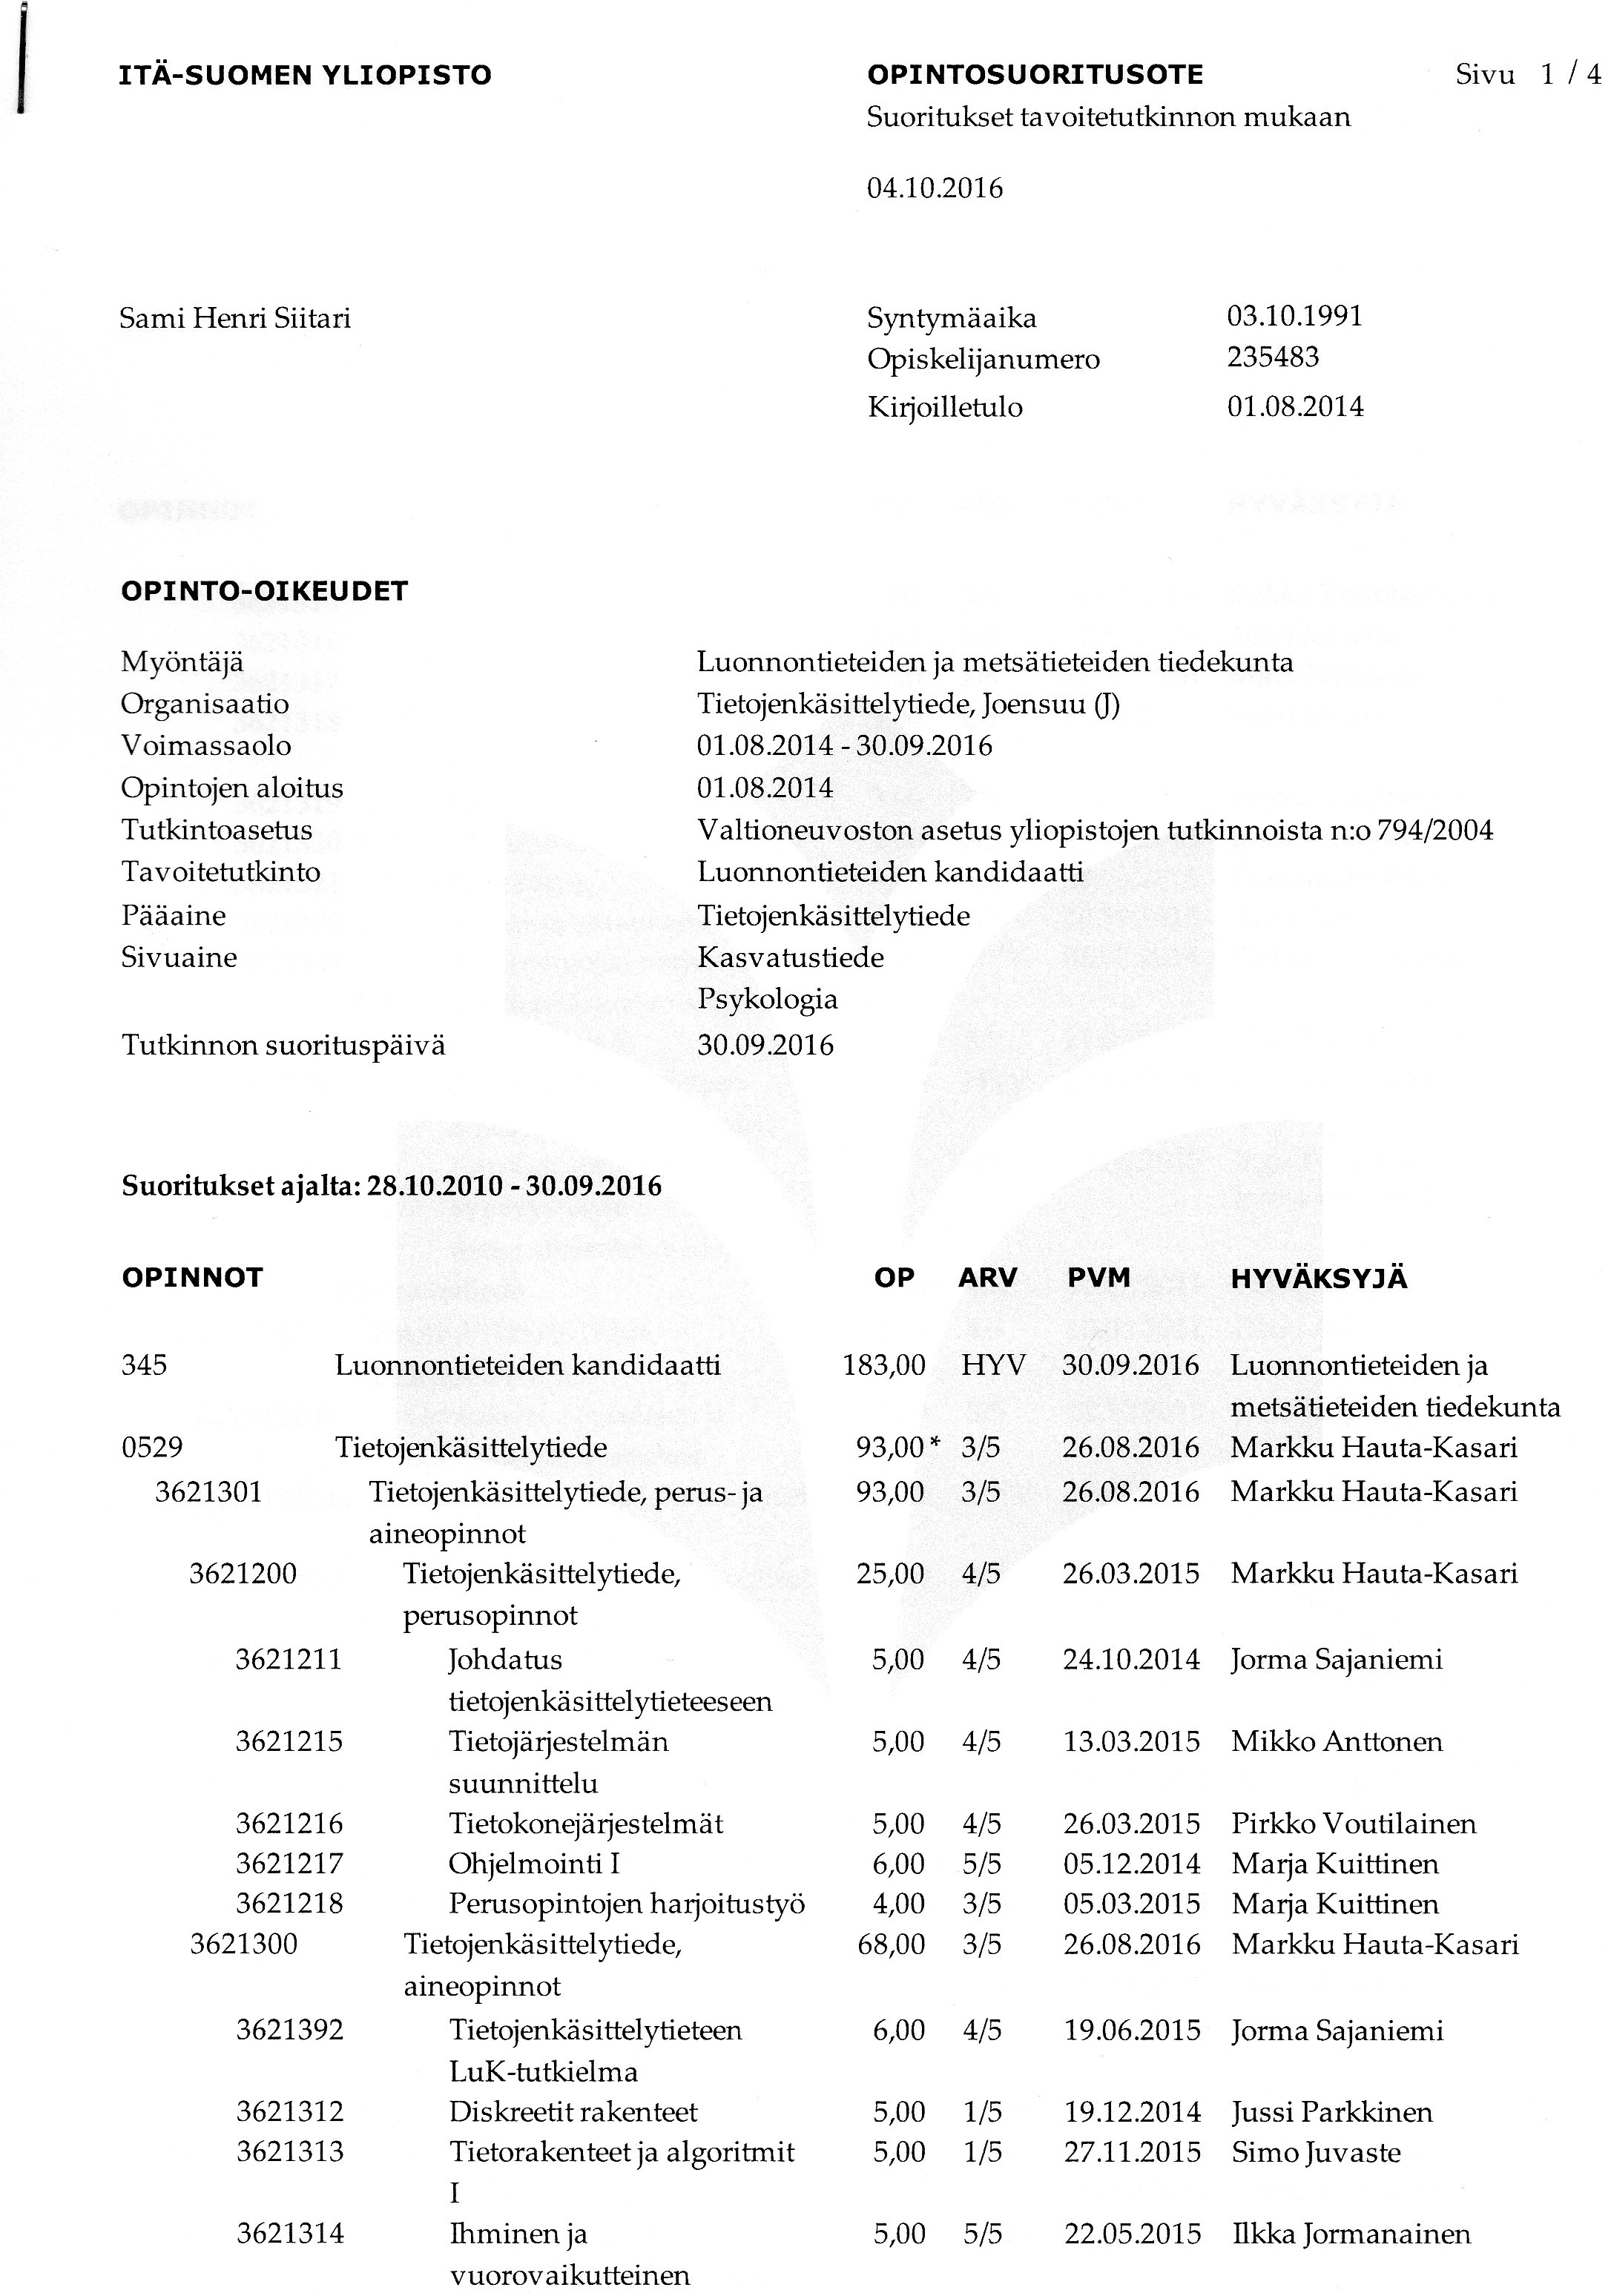 ITÄ-SUOMEN YLIOPISTO OPINTOSUORITUSOTE Sivu 1 / 4
Suoritukset tavoitetutkinnon mukaan
04.10.2016
Sami Henri Siitari Syntymäaika 03.10.1991
Opiskelijanumero 235483
Kirjoilletulo 01.08.2014
OPINTO-OIKEUDET
Myöntäjä Luonnontieteiden ja metsätieteiden tiedekunta
Organisaatio Tietojenkäsittelytiede, Joensuu (J)
Voimassaolo 01.08.2014 - 30.09.2016
Opintojen aloitus 01.08.2014
Tutkintoasetus Valtioneuvoston asetus yliopistojen tutkinnoista n:o 794/2004
Tavoitetutkinto Luonnontieteiden kandidaatti
Pääaine Tietojenkäsittelytiede
Sivuaine Kasvatustiede
Psykologia
Tutkinnon suorituspäivä 30.09.2016
Suoritukset ajalta: 28.10.2010 - 30.09.2016
OPINNOT OP ARV PVM HYVÄKSYJÄ
345 Luonnontieteiden kandidaatti 183,00 HYV 30.09.2016 Luonnontieteiden ja
metsätieteiden tiedekunta
0529 Tietojenkäsittelytiede 93,00 * 3/5 26.08.2016 Markku Hauta-Kasari
3621301 Tietojenkäsittelytiede, perus- ja 93,00 3/5 26.08.2016 Markku Hauta-Kasari
aineopinnot
3621200 Tietojenkäsittelytiede, 25,00 4/5 26.03.2015 Markku Hauta-Kasari
perusopinnot
3621211 Johdatus 5,00 4/5 24.10.2014 Jorma Sajaniemi
tietojenkäsittelytieteeseen
3621215 Tietojärjestelmän 5,00 4/5 13.03.2015 Mikko Anttonen
suunnittelu
3621216 Tietokonejärjestelmät 5,00 4/5 26.03.2015 Pirkko Voutilainen
3621217 Ohjelmointi I 6,00 5/5 05.12.2014 Marja Kuittinen
3621218 Perusopintojen harjoitustyö 4,00 3/5 05.03.2015 Marja Kuittinen
3621300 Tietojenkäsittelytiede, 68,00 3/5 26.08.2016 Markku Hauta-Kasari
aineopinnot
3621392 Tietojenkäsittelytieteen 6,00 4/5 19.06.2015 Jorma Sajaniemi
LuK-tutkielma
3621312 Diskreetit rakenteet 5,00 1/5 19.12.2014 Jussi Parkkinen
3621313 Tietorakenteet ja algoritmit 5,00 1/5 27.11.2015 Simo Juvaste
I
3621314 Ihminen ja 5,00 5/5 22.05.2015 Ilkka Jormanainen
vuorovaikutteinen